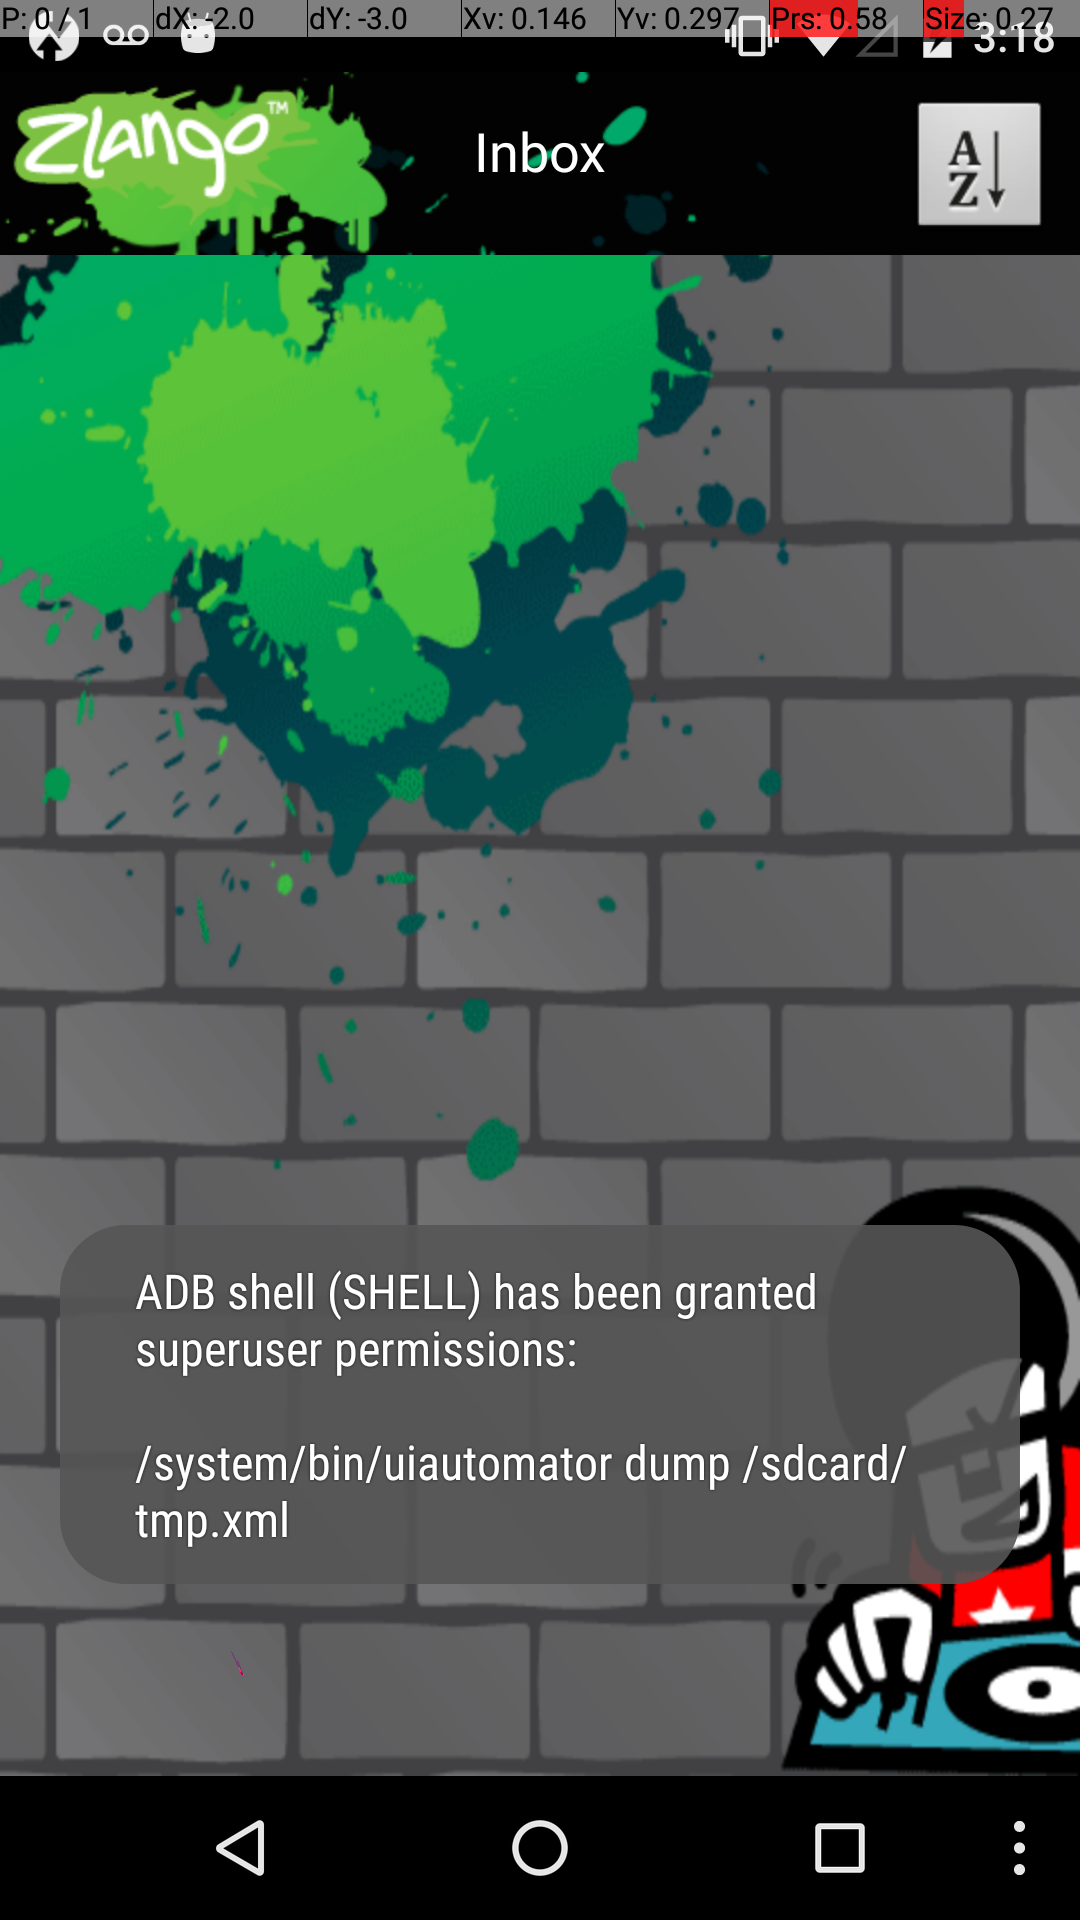 P: 0 / 1 dX: -2.0 dY: -3.0 Xv: 0.146 Yv: 0.297 Prs: 0.58 Size: 0.27
3:18
Zlango™
Inbox
A
Z
ADB shell (SHELL) has been granted
superuser permissions:
/system/bin/uiautomator dump /sdcard/
tmp.xml